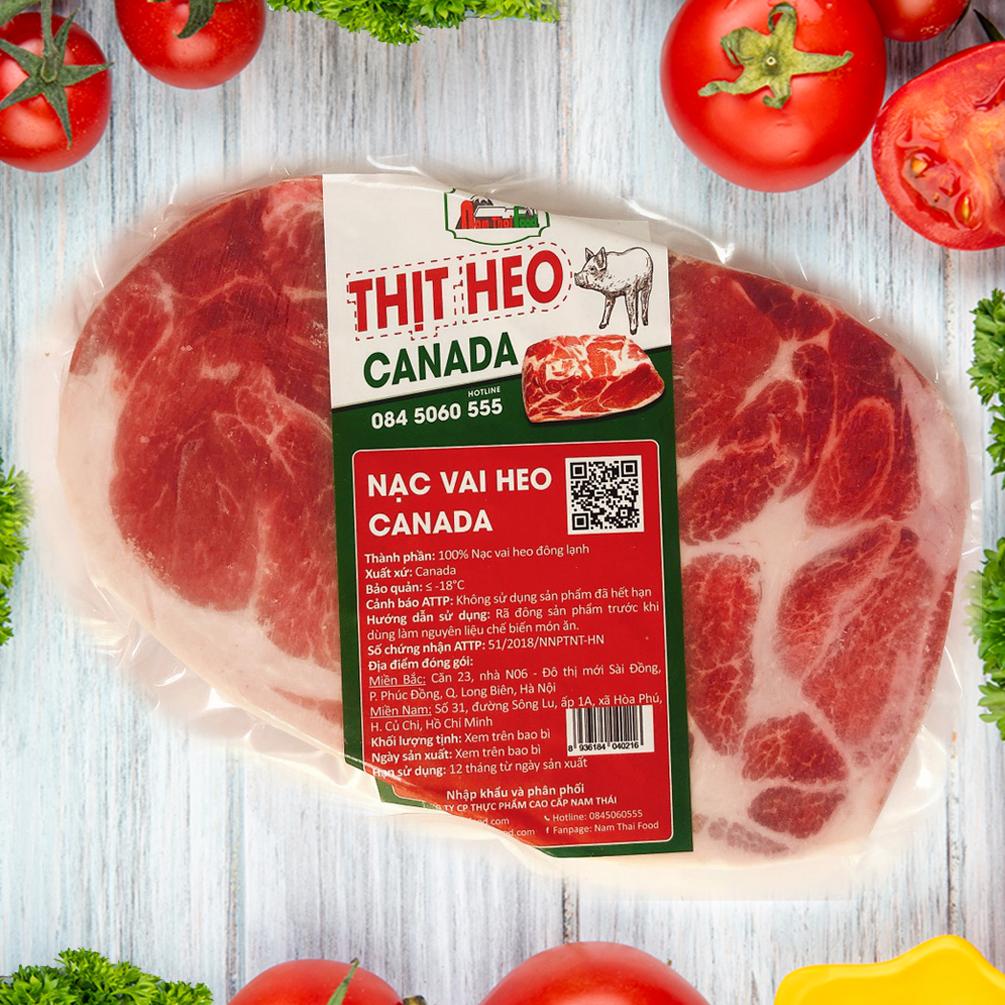 Nam Thai Food
THỊT HEO
CANADA
HOTLINE
084 5060 555
NẠC VAI HEO
CANADA
Thành phần: 100% Nạc vai heo đông lạnh
Xuất xứ: Canada
Bảo quản: ≤ -18°C
Cảnh báo ATTP: Không sử dụng sản phẩm đã hết hạn
Hướng dẫn sử dụng: Rã đông sản phẩm trước khi
dùng làm nguyên liệu chế biến món ăn.
Số chứng nhận ATTP: 51/2018/NNPTNT-HN
Địa điểm đóng gói:
Miền Bắc: Căn 23, nhà N06 - Đô thị mới Sài Đồng,
P. Phúc Đồng, Q. Long Biên, Hà Nội
Miền Nam: Số 31, đường Sông Lu, ấp 1A, xã Hòa Phú,
H. Củ Chi, Hồ Chí Minh
Khối lượng tịnh: Xem trên bao bì
Ngày sản xuất: Xem trên bao bì
Hạn sử dụng: 12 tháng từ ngày sản xuất
8 936184 040216
Nhập khẩu và phân phối
TY CP THỰC PHẨM CAO CẤP NAM THÁI
Hotline: 0845060555
Fanpage: Nam Thai Food